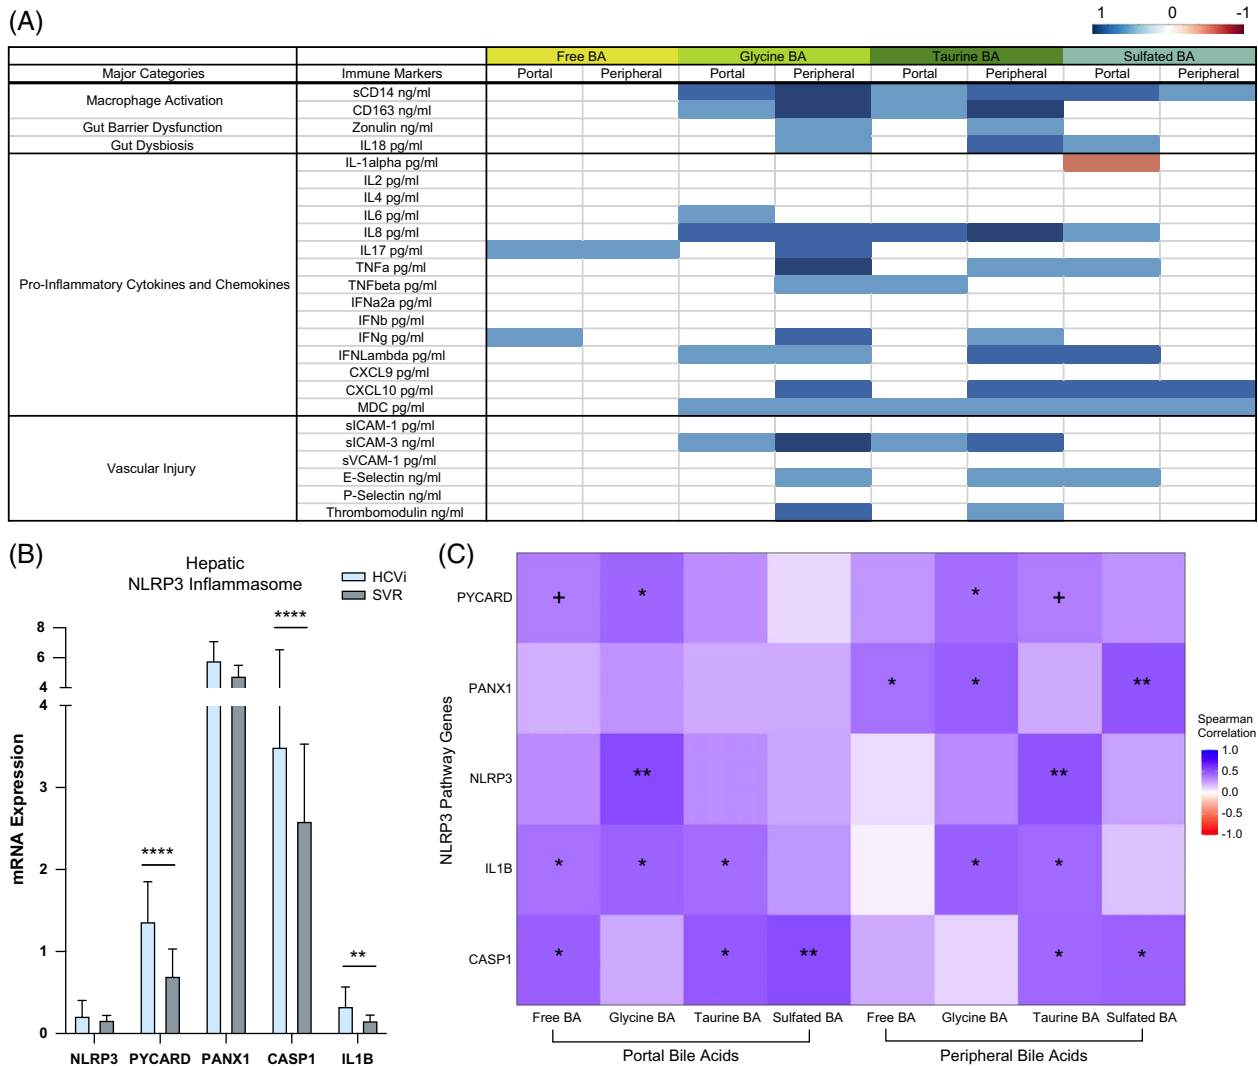 (A)
1 0 -1
Free BA Glycine BA Taurine BA Sulfated BA
Major Categories Immune Markers Portal Peripheral Portal Peripheral Portal Peripheral Portal Peripheral
Macrophage Activation
sCD14 ng/ml
CD163 ng/ml
Gut Barrier Dysfunction Zonulin ng/ml
Gut Dysbiosis IL18 pg/ml
Pro-Inflammatory Cytokines and Chemokines
IL-1alpha pg/ml
IL2 pg/ml
IL4 pg/ml
IL6 pg/ml
IL8 pg/ml
IL17 pg/ml
TNFa pg/ml
TNFbeta pg/ml
IFNa2a pg/ml
IFNb pg/ml
IFNg pg/ml
IFNLambda pg/ml
CXCL9 pg/ml
CXCL10 pg/ml
MDC pg/ml
Vascular Injury
sICAM-1 pg/ml
sICAM-3 ng/ml
sVCAM-1 pg/ml
E-Selectin ng/ml
P-Selectin ng/ml
Thrombomodulin ng/ml
(B)
Hepatic
NLRP3 Inflammasome
HCVi
SVR
mRNA Expression
8
6
4
4
3
2
1
0
****
****
**
NLRP3 PYCARD PANX1 CASP1 IL1B
(C)
NLRP3 Pathway Genes
PYCARD + * * +
PANX1 * * **
NLRP3 ** **
IL1B * * * * *
CASP1 * * ** * *
Free BA Glycine BA Taurine BA Sulfated BA Free BA Glycine BA Taurine BA Sulfated BA
Portal Bile Acids Peripheral Bile Acids
Spearman
Correlation
1.0
0.5
0.0
-0.5
-1.0